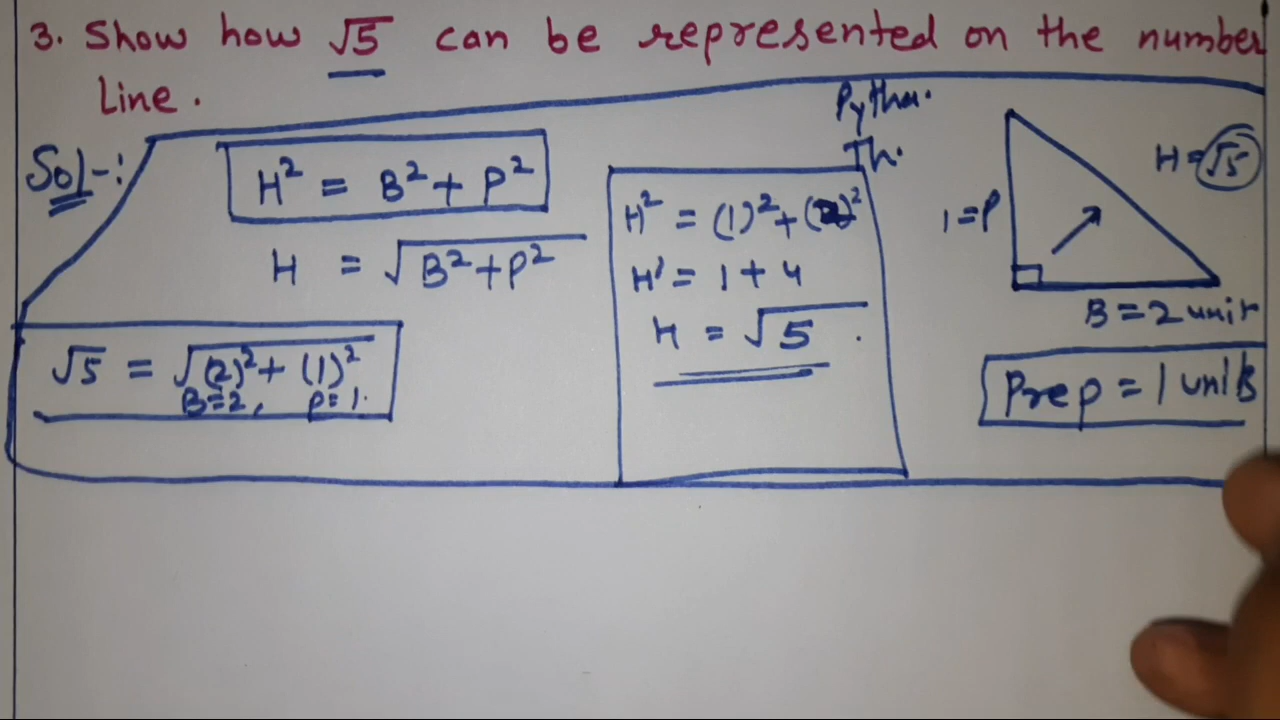 3. Show how √5 can be represented on the number
Line.
Sol-:
H² = B² + P²
H = √B² + P²
√5 = √(2)² + (1)²
B=2, P=1.
Pytha.
Th.
H² = (1)² + (2)²
H² = 1 + 4
H = √5.
H = √5
1 = P
B = 2 unit
Prep = 1 unit